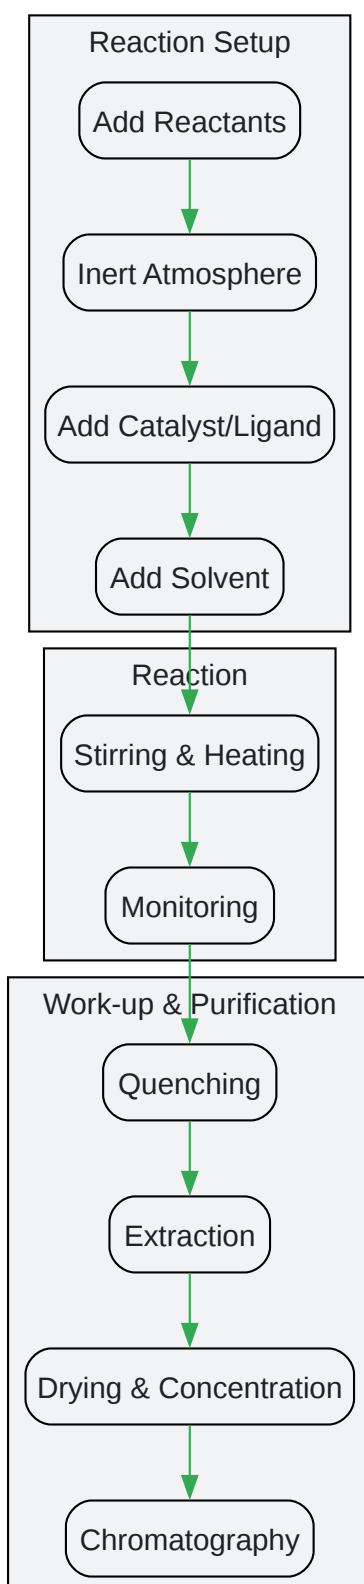 Reaction Setup
Add Reactants
Inert Atmosphere
Add Catalyst/Ligand
Add Solvent
Reaction
Stirring & Heating
Monitoring
Work-up & Purification
Quenching
Extraction
Drying & Concentration
Chromatography